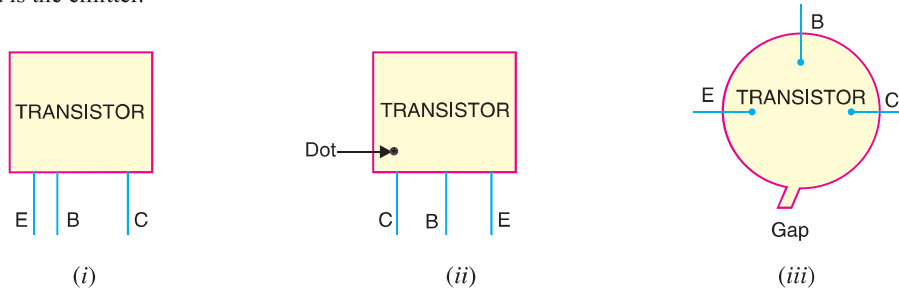 is the emitter.
B
TRANSISTOR
TRANSISTOR
E
TRANSISTOR
C
Dot
E
B
C
C
B
E
Gap
(i)
(ii)
(iii)